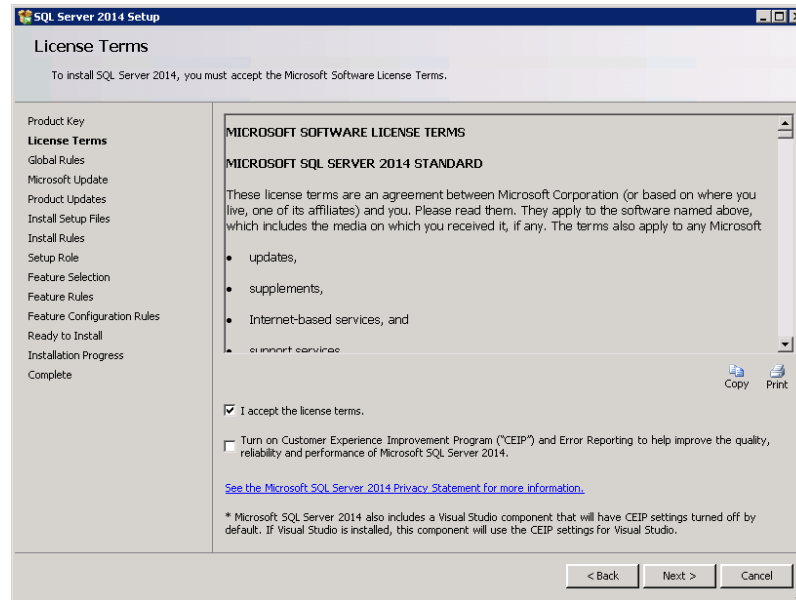 SQL Server 2014 Setup
License Terms
To install SQL Server 2014, you must accept the Microsoft Software License Terms.
Product Key
License Terms
Global Rules
Microsoft Update
Product Updates
Install Setup Files
Install Rules
Setup Role
Feature Selection
Feature Rules
Feature Configuration Rules
Ready to Install
Installation Progress
Complete
MICROSOFT SOFTWARE LICENSE TERMS
MICROSOFT SQL SERVER 2014 STANDARD
These license terms are an agreement between Microsoft Corporation (or based on where you
live, one of its affiliates) and you. Please read them. They apply to the software named above,
which includes the media on which you received it, if any. The terms also apply to any Microsoft
• updates,
• supplements,
• Internet-based services, and
• support services
Copy Print
I accept the license terms.
Turn on Customer Experience Improvement Program ("CEIP") and Error Reporting to help improve the quality,
reliability and performance of Microsoft SQL Server 2014.
See the Microsoft SQL Server 2014 Privacy Statement for more information.
* Microsoft SQL Server 2014 also includes a Visual Studio component that will have CEIP settings turned off by
default. If Visual Studio is installed, this component will use the CEIP settings for Visual Studio.
< Back Next > Cancel